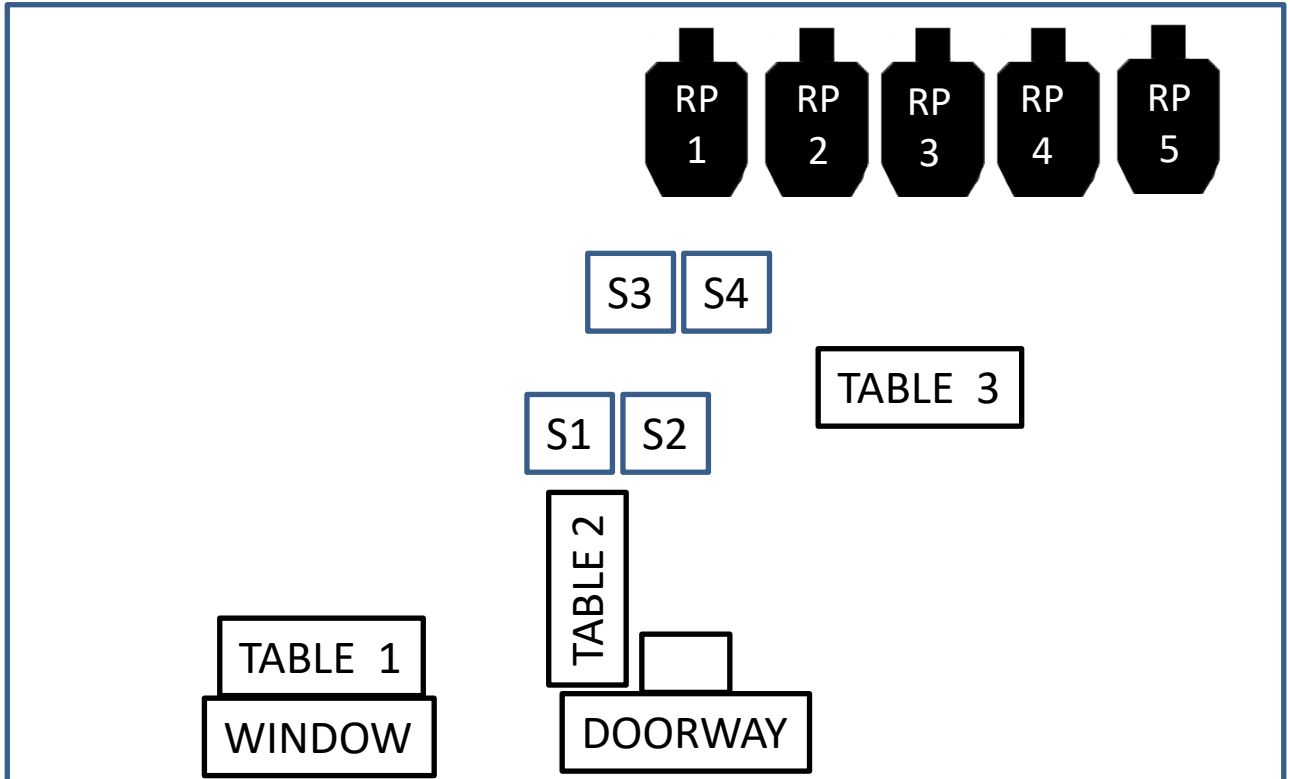 RP
1
RP
2
RP
3
RP
4
RP
5
S3
S4
TABLE 3
S1
S2
TABLE 2
TABLE 1
WINDOW
DOORWAY